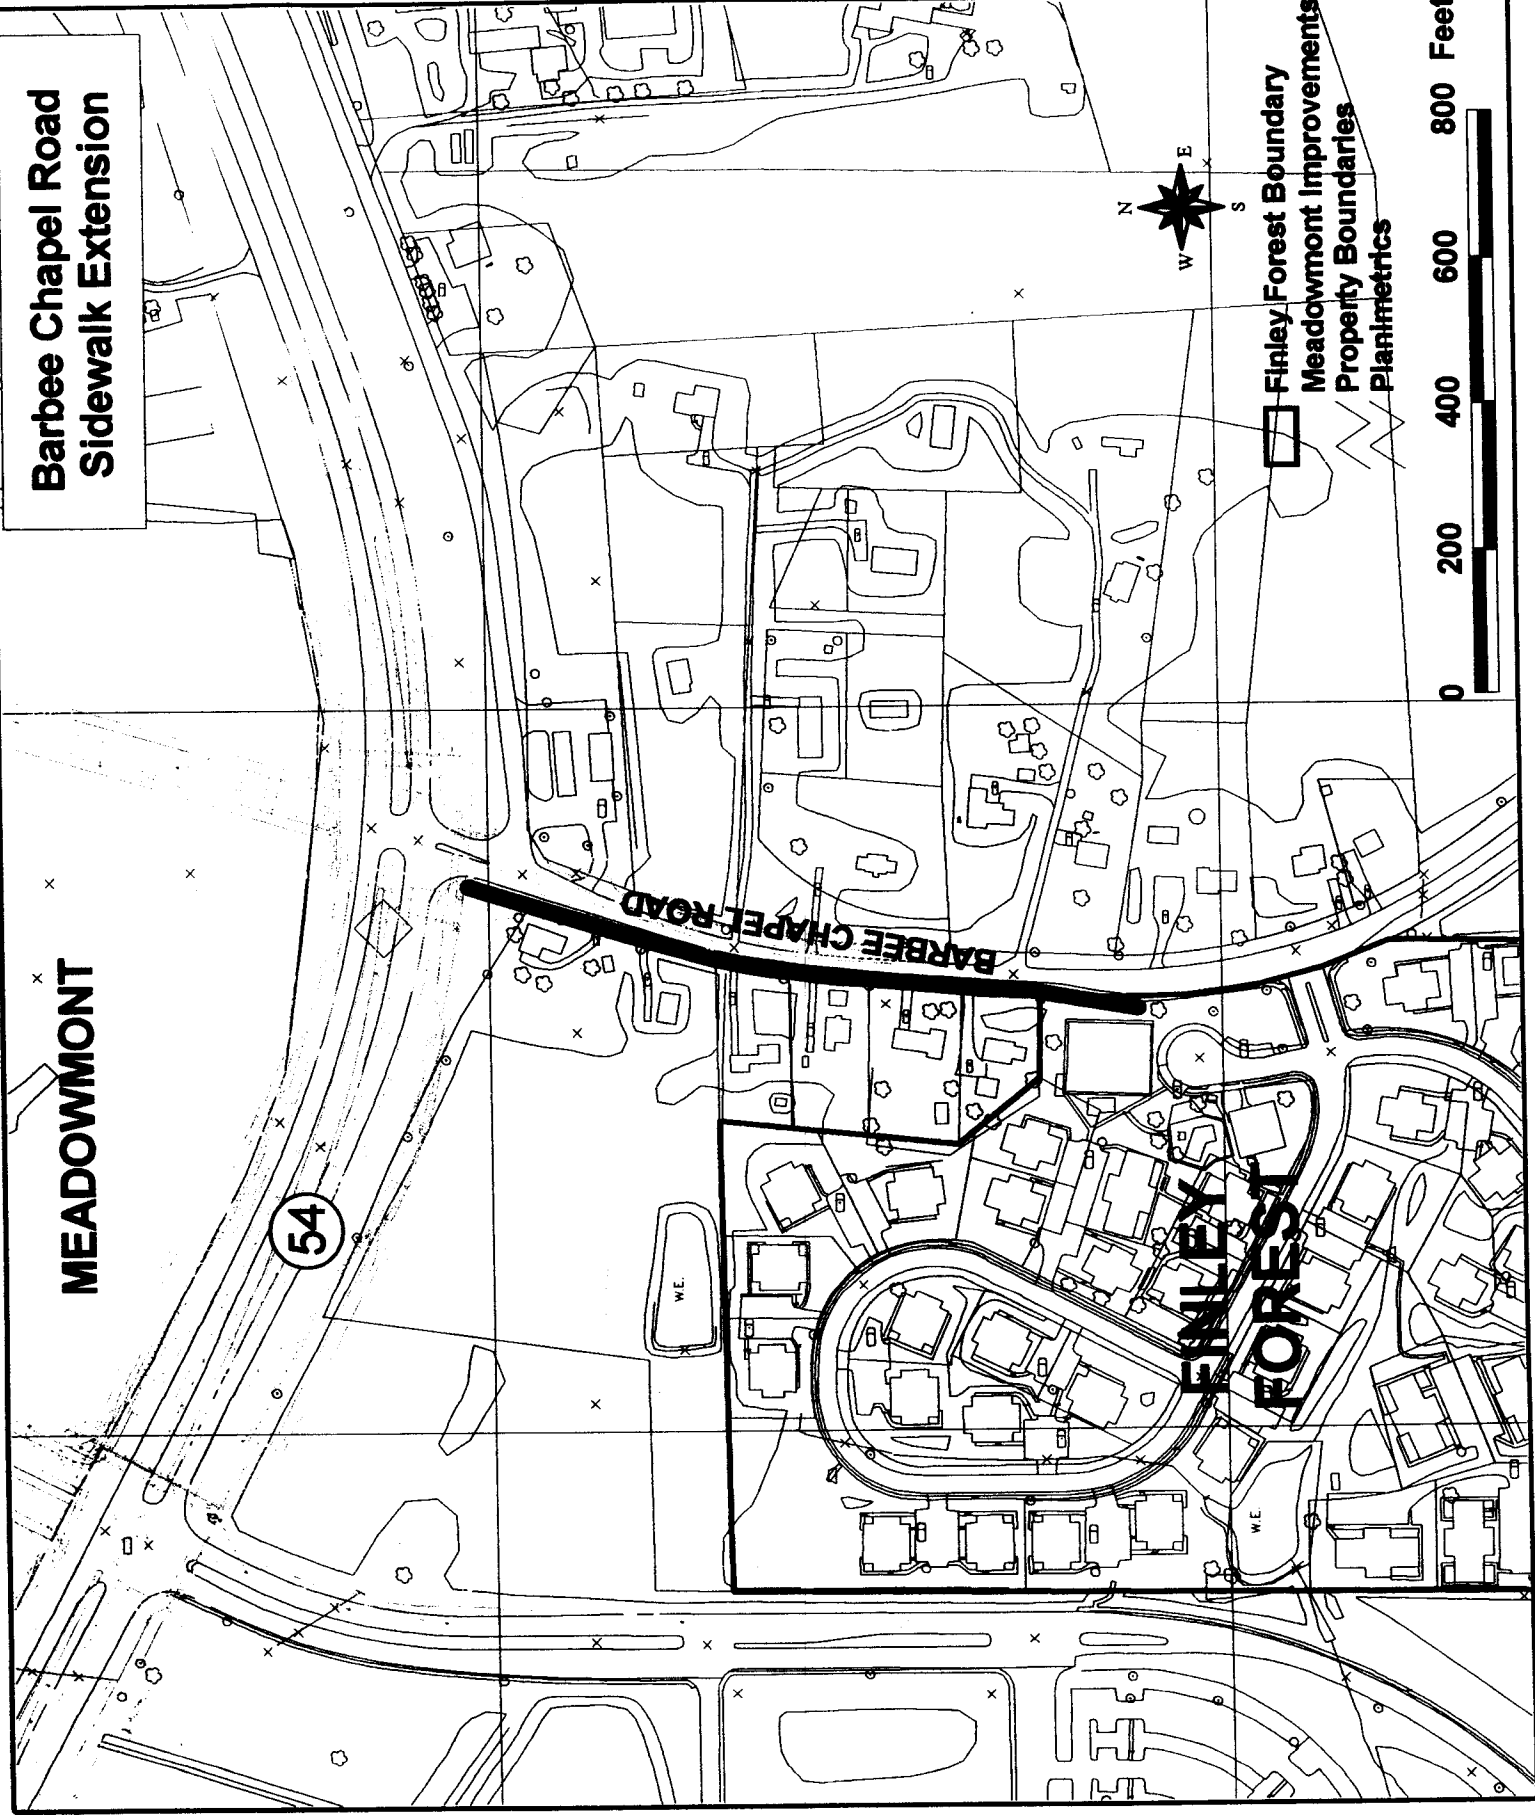 Barbee Chapel Road
Sidewalk Extension
MEADOWMONT
54
BARBEE CHAPEL ROAD
W.E.
FINLEY
FOREST
W.E.
N
W
E
S
Finley Forest Boundary
Meadowmont Improvements
Property Boundaries
Planimetrics
0 200 400 600 800 Feet